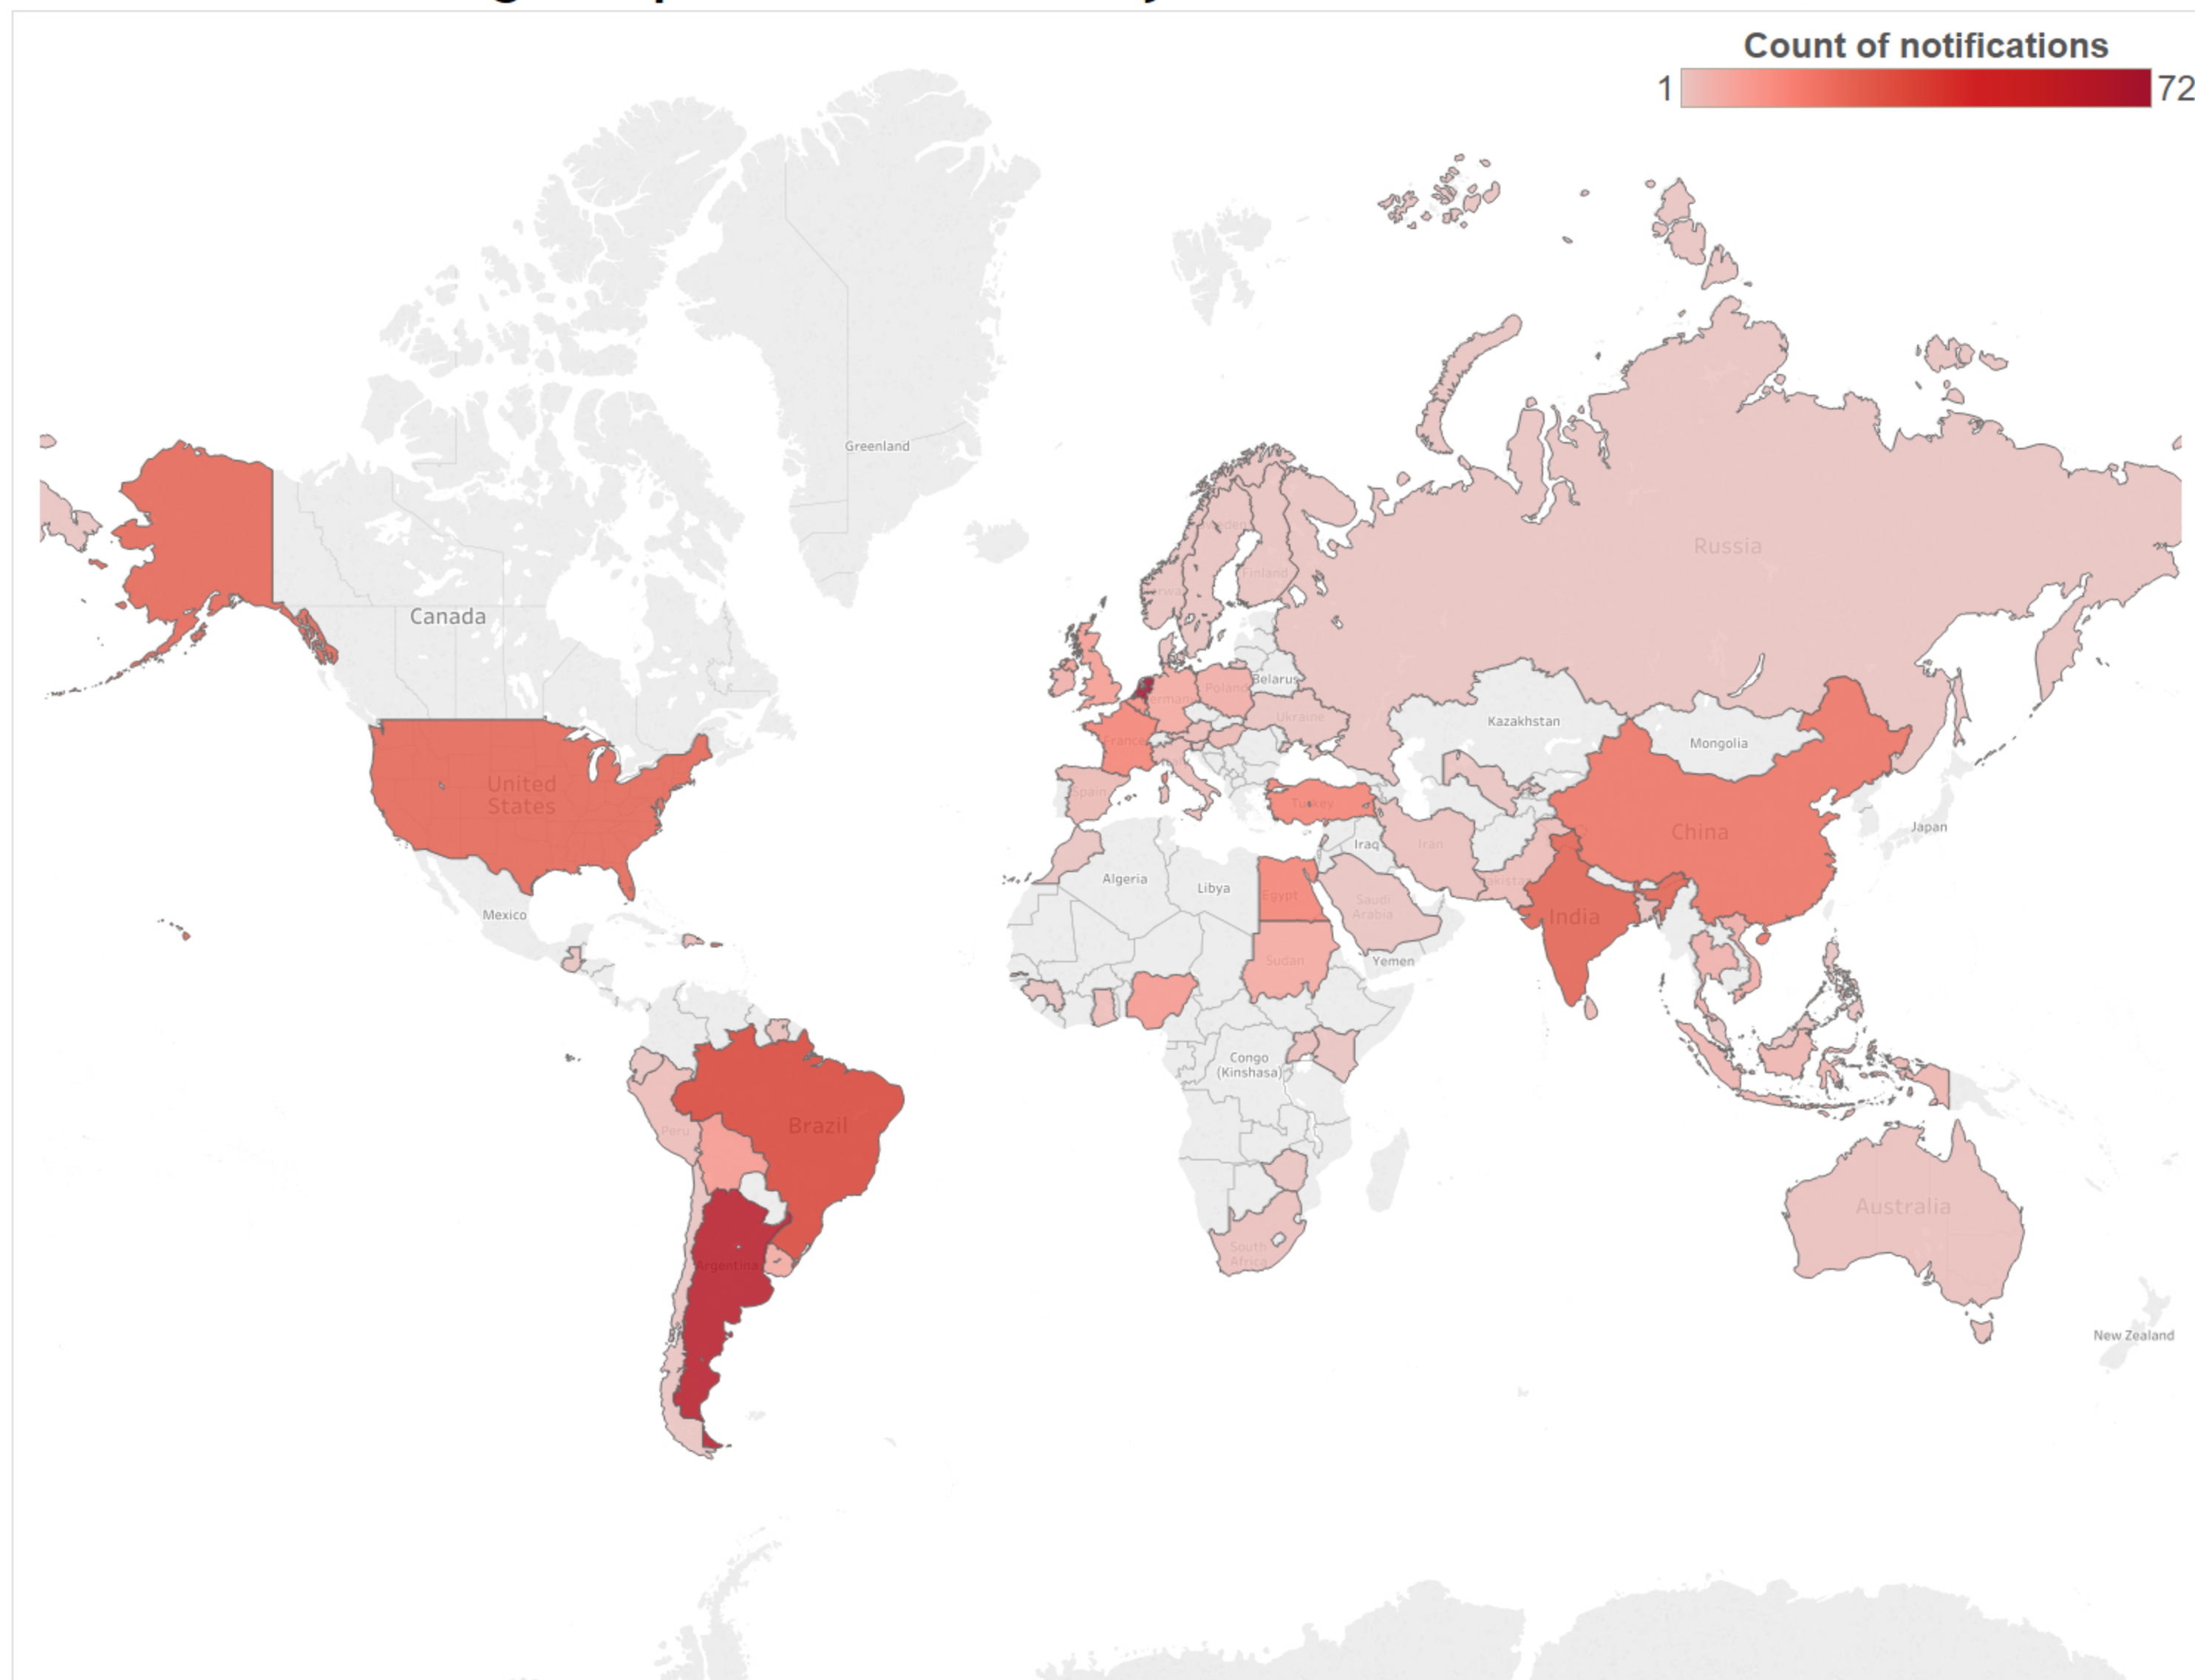 Count of notifications
1 72
Greenland
Russia
Sweden
Finland
Canada
Belarus
Poland
Ukraine
Kazakhstan
Mongolia
France
United
States
Spain
Turkey
China
Japan
Iraq
Iran
Algeria
Libya
Egypt
Saudi
Arabia
India
Mexico
Sudan
Yemen
Congo
(Kinshasa)
Brazil
Peru
Australia
South
Africa
Argentina
New Zealand